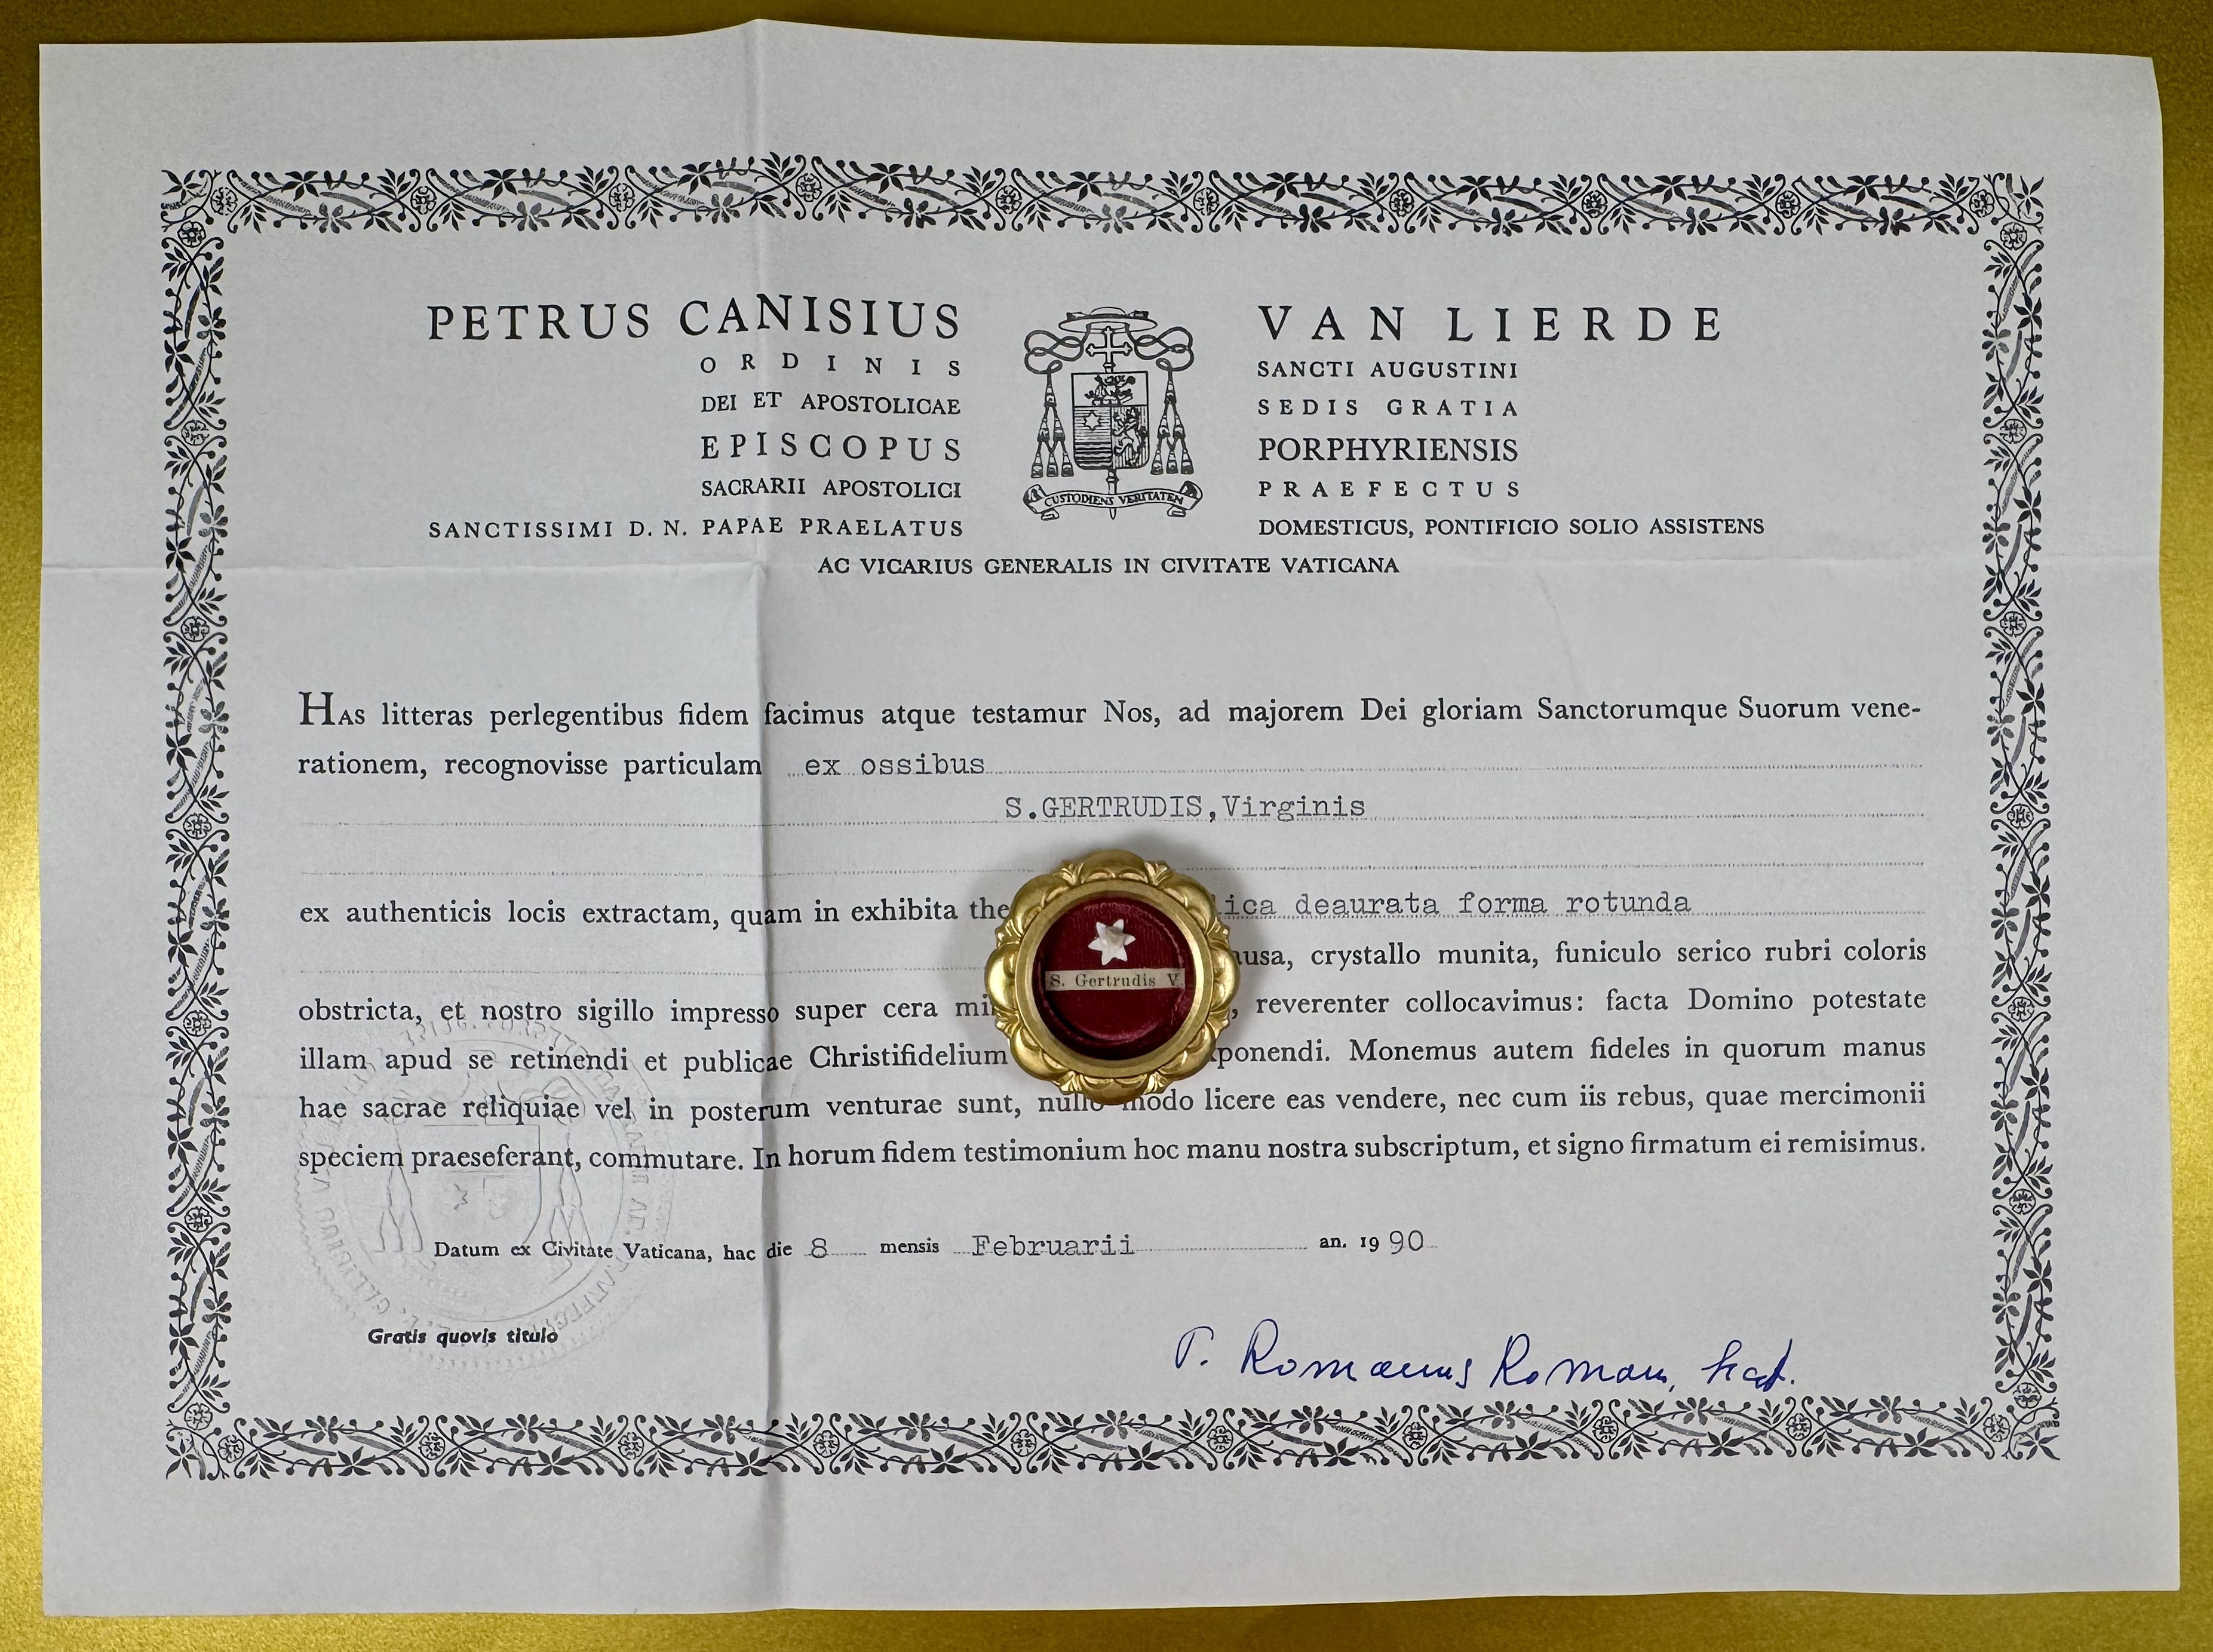 PETRUS CANISIUS VAN LIERDE
ORDINIS SANCTI AUGUSTINI
DEI ET APOSTOLICAE SEDIS GRATIA
EPISCOPUS PORPHYRIENSIS
SACRARII APOSTOLICI PRAEFECTUS
CUSTODIENS VERITATEM
SANCTISSIMI D. N. PAPAE PRAELATUS DOMESTICUS, PONTIFICIO SOLIO ASSISTENS
AC VICARIUS GENERALIS IN CIVITATE VATICANA
HAS litteras perlegentibus fidem facimus atque testamur Nos, ad majorem Dei gloriam Sanctorumque Suorum vene-
rationem, recognovisse particulam ex ossibus
S.GERTRUDIS,Virginis
ex authenticis locis extractam, quam in exhibita the lica deaurata forma rotunda
ausa, crystallo munita, funiculo serico rubri coloris
S. Gertrudis V.
obstricta, et nostro sigillo impresso super cera mi , reverenter collocavimus: facta Domino potestate
illam apud se retinendi et publicae Christifidelium ponendi. Monemus autem fideles in quorum manus
hae sacrae reliquiae vel in posterum venturae sunt, nullo modo licere eas vendere, nec cum iis rebus, quae mercimonii
speciem praeseferant, commutare. In horum fidem testimonium hoc manu nostra subscriptum, et signo firmatum ei remisimus.
Datum ex Civitate Vaticana, hac die 8 mensis Februarii an. 1990
Gratis quovis titulo